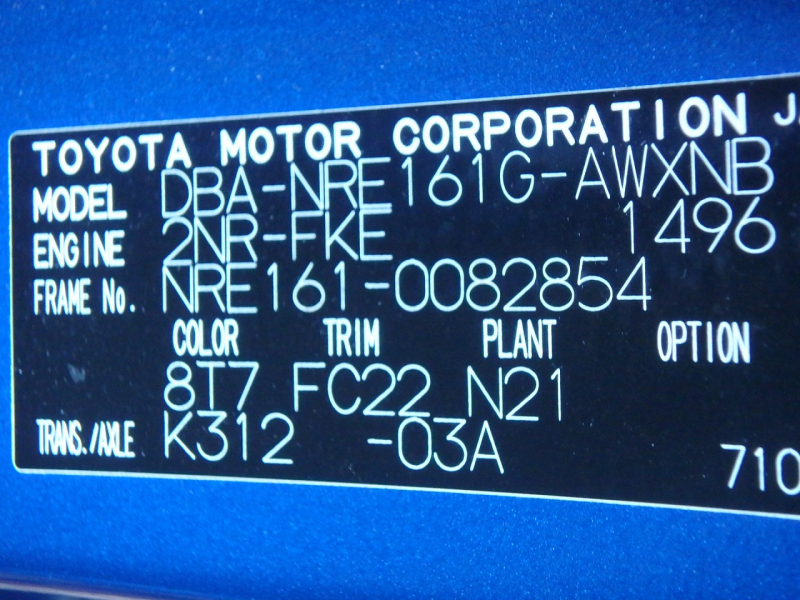 TOYOTA MOTOR CORPORATION
MODEL DBA-NRE161G-AWXNB
ENGINE 2NR-FKE 1496
FRAME No. NRE161-0082854
COLOR TRIM PLANT OPTION
8T7 FC22 N21
TRANS./AXLE K312 -03A
710